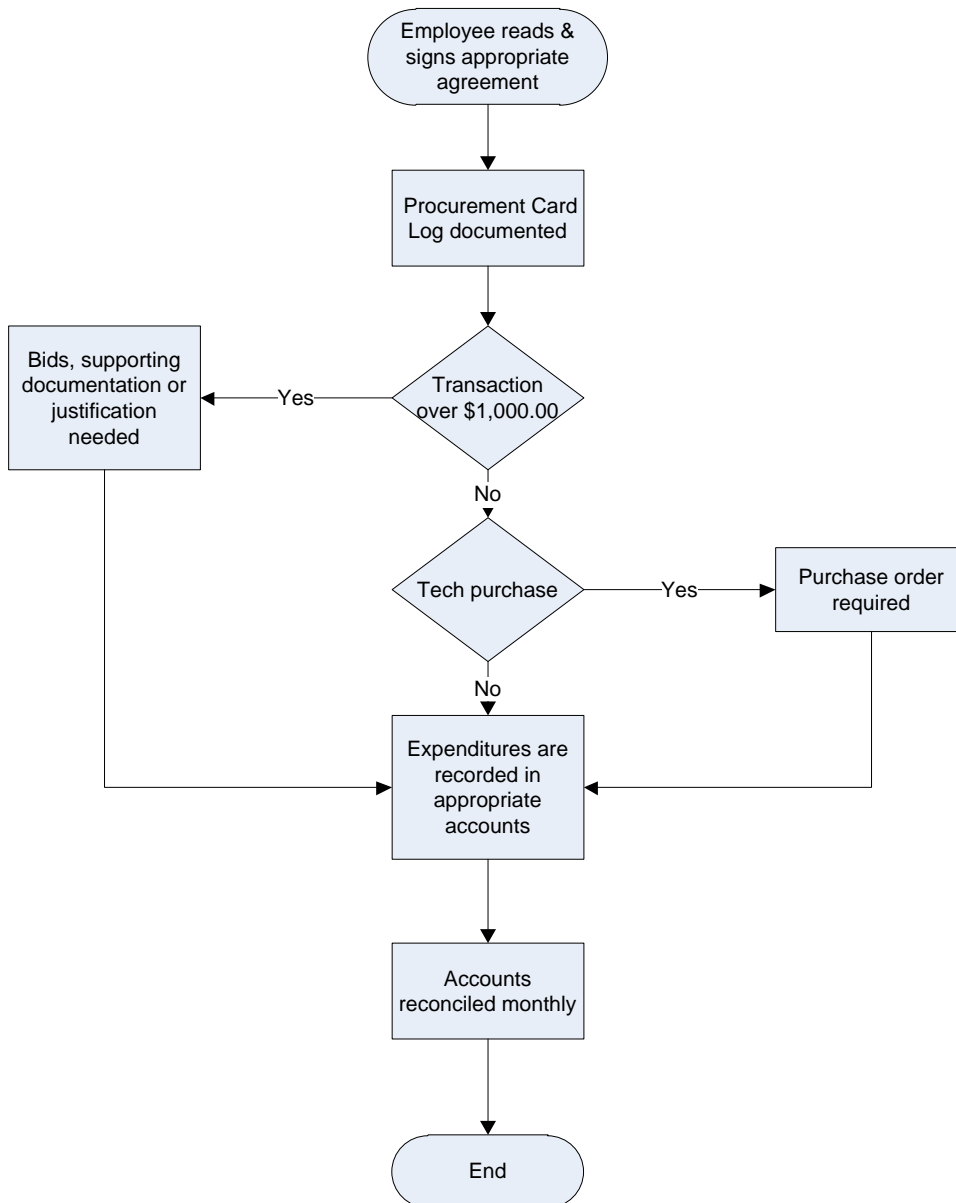 Employee reads &
signs appropriate
agreement
Procurement Card
Log documented
Bids, supporting
documentation or
justification
needed
Yes
Transaction
over $1,000.00
No
Tech purchase
Yes
Purchase order
required
No
Expenditures are
recorded in
appropriate
accounts
Accounts
reconciled monthly
End